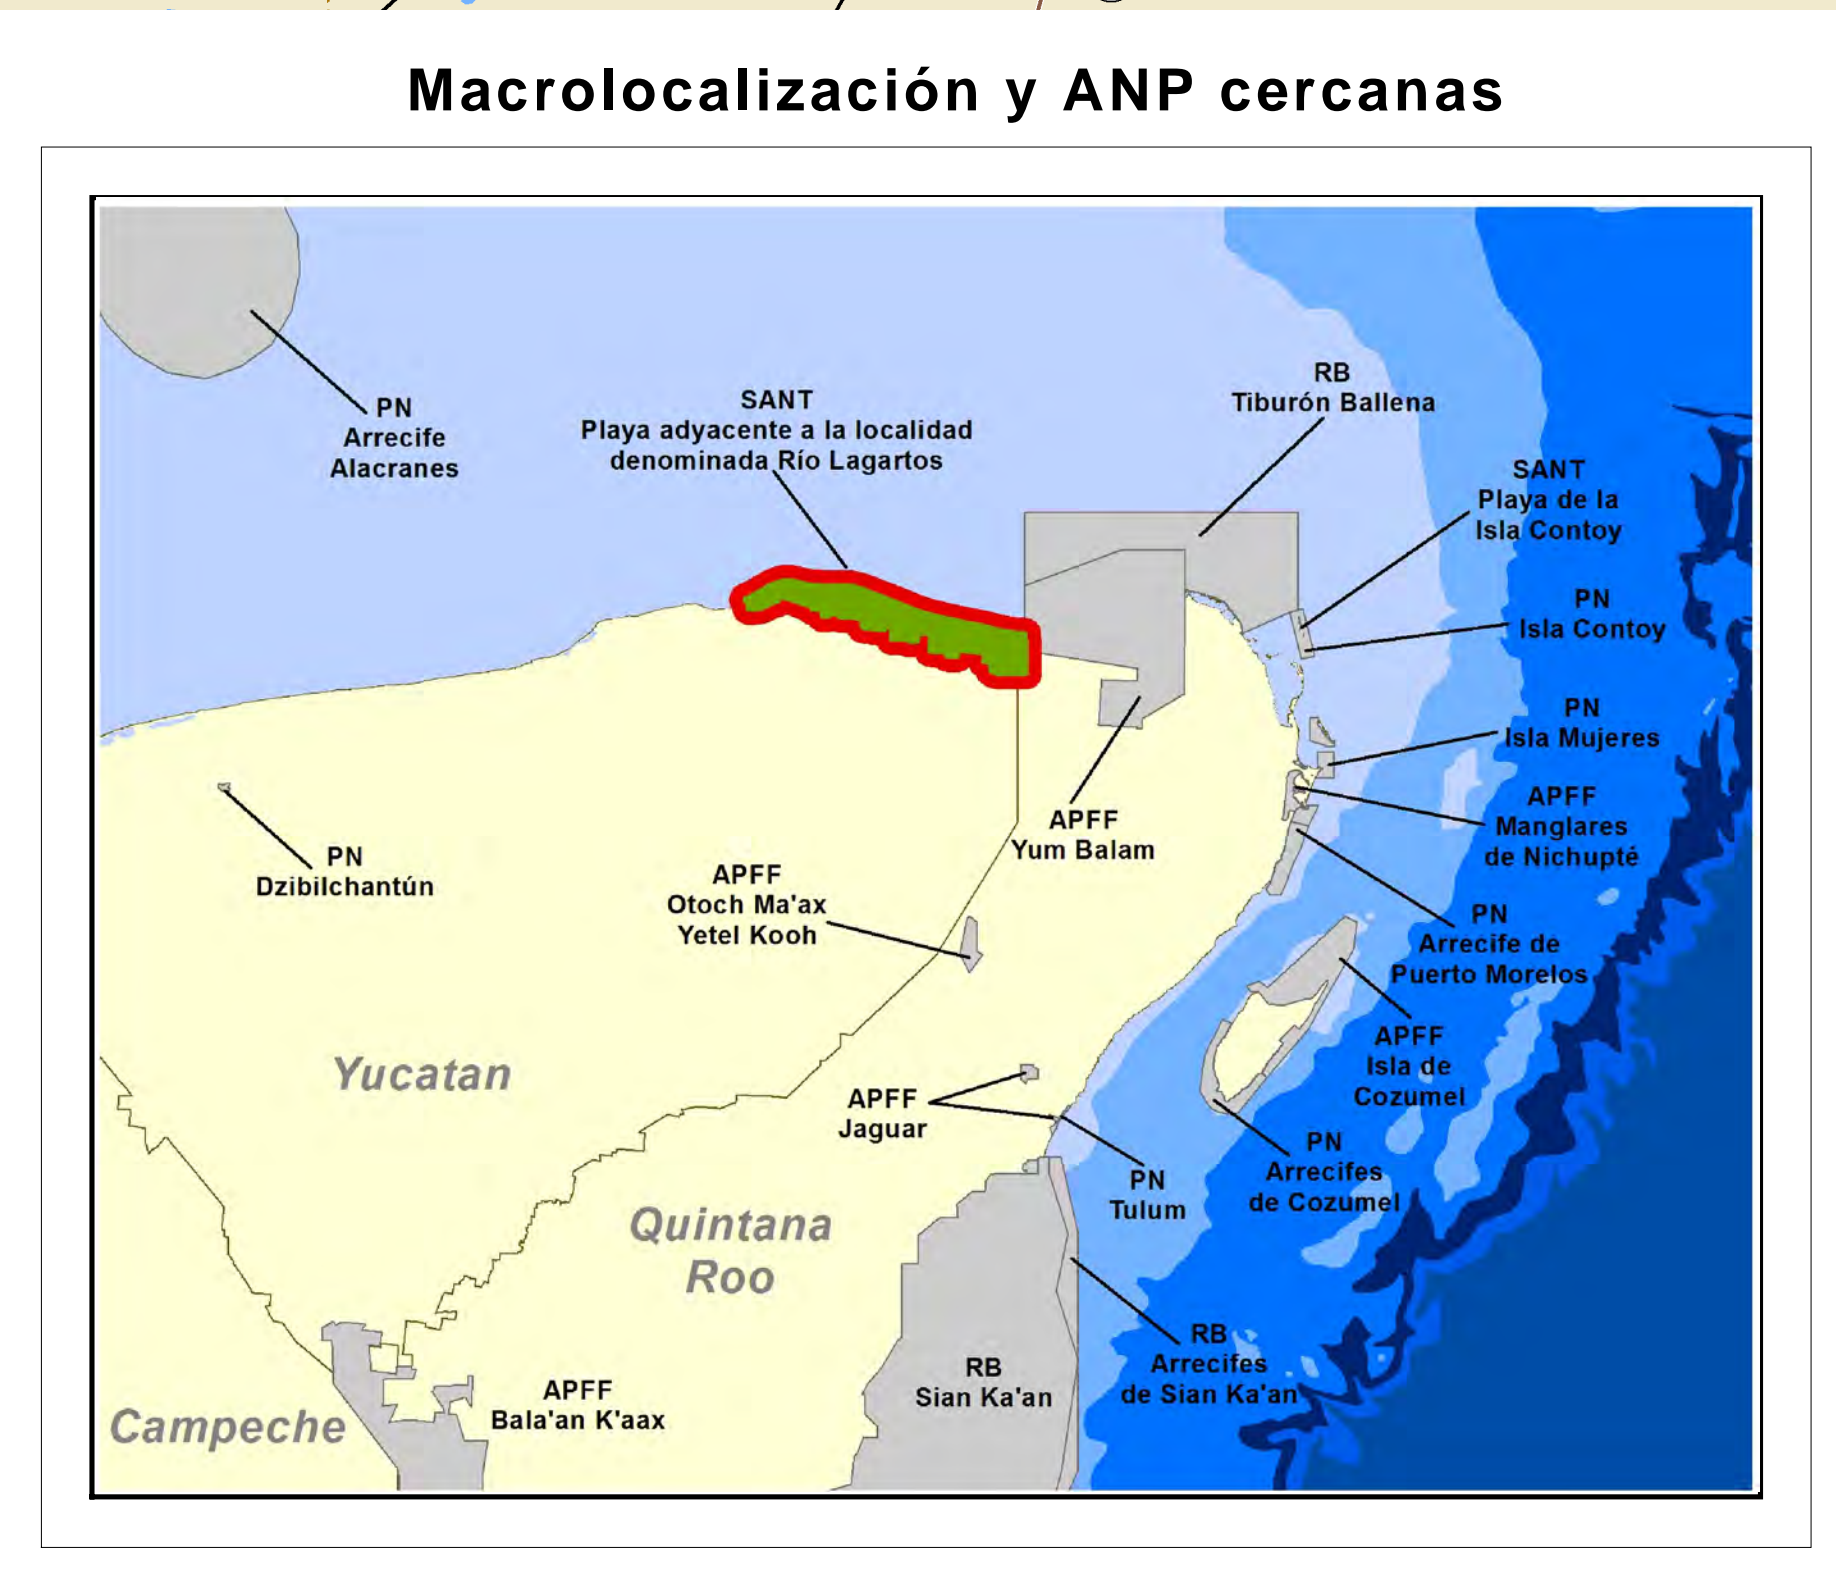 Macrolocalización y ANP cercanas
PN
Arrecife
Alacranes
SANT
Playa adyacente a la localidad
denominada Río Lagartos
RB
Tiburón Ballena
SANT
Playa de la
Isla Contoy
PN
Isla Contoy
PN
Isla Mujeres
APFF
Manglares
de Nichupté
PN
Arrecife de
Puerto Morelos
APFF
Isla de
Cozumel
PN
Arrecifes
de Cozumel
PN
Dzibilchantún
APFF
Otoch Ma'ax
Yetel Kooh
APFF
Yum Balam
Yucatan
APFF
Jaguar
PN
Tulum
Quintana
Roo
RB
Sian Ka'an
RB
Arrecifes
de Sian Ka'an
APFF
Bala'an K'aax
Campeche